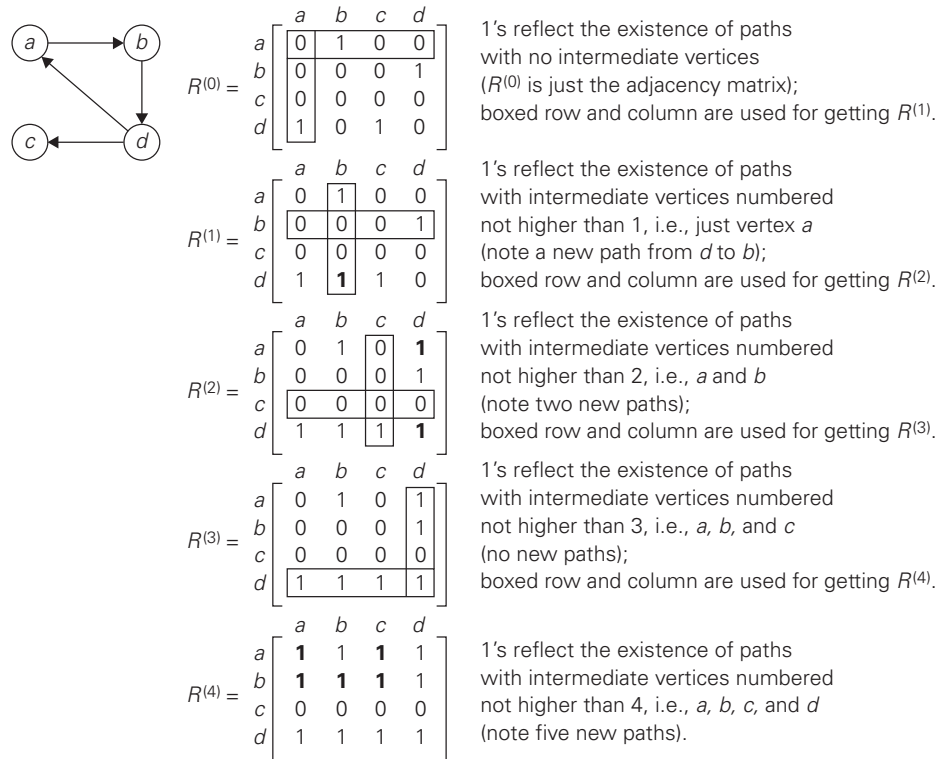 a b
c d
a b c d
a 0 1 0 0
b 0 0 0 1
R(0) =
c 0 0 0 0
d 1 0 1 0
1's reflect the existence of paths
with no intermediate vertices
(R(0) is just the adjacency matrix);
boxed row and column are used for getting R(1).
a b c d
a 0 1 0 0
b 0 0 0 1
R(1) =
c 0 0 0 0
d 1 1 1 0
1's reflect the existence of paths
with intermediate vertices numbered
not higher than 1, i.e., just vertex a
(note a new path from d to b);
boxed row and column are used for getting R(2).
a b c d
a 0 1 0 1
b 0 0 0 1
R(2) =
c 0 0 0 0
d 1 1 1 1
1's reflect the existence of paths
with intermediate vertices numbered
not higher than 2, i.e., a and b
(note two new paths);
boxed row and column are used for getting R(3).
a b c d
a 0 1 0 1
b 0 0 0 1
R(3) =
c 0 0 0 0
d 1 1 1 1
1's reflect the existence of paths
with intermediate vertices numbered
not higher than 3, i.e., a, b, and c
(no new paths);
boxed row and column are used for getting R(4).
a b c d
a 1 1 1 1
b 1 1 1 1
R(4) =
c 0 0 0 0
d 1 1 1 1
1's reflect the existence of paths
with intermediate vertices numbered
not higher than 4, i.e., a, b, c, and d
(note five new paths).